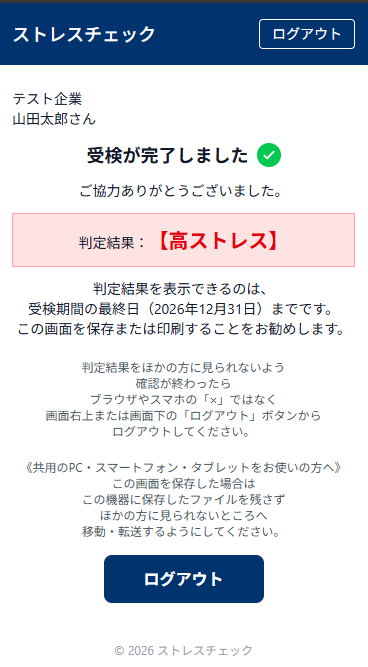 ストレスチェック
ログアウト
テスト企業
山田太郎さん
受検が完了しました
ご協力ありがとうございました。
判定結果：【高ストレス】
判定結果を表示できるのは、
受検期間の最終日（2026年12月31日）までです。
この画面を保存または印刷することをお勧めします。
判定結果をほかの方に見られないよう
確認が終わったら
ブラウザやスマホの「×」ではなく
画面右上または画面下の「ログアウト」ボタンから
ログアウトしてください。
《共用のPC・スマートフォン・タブレットをお使いの方へ》
この画面を保存した場合は
この機器に保存したファイルを残さず
ほかの方に見られないところへ
移動・転送するようにしてください。
ログアウト
© 2026 ストレスチェック